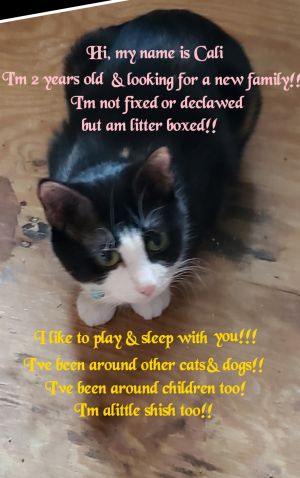 Hi, my name is Cali
I'm 2 years old & looking for a new family!!
I'm not fixed or declawed
but am litter boxed!!
I like to play & sleep with you!!!
I've been around other cats& dogs!!
I've been around children too!
I'm alittle shish too!!